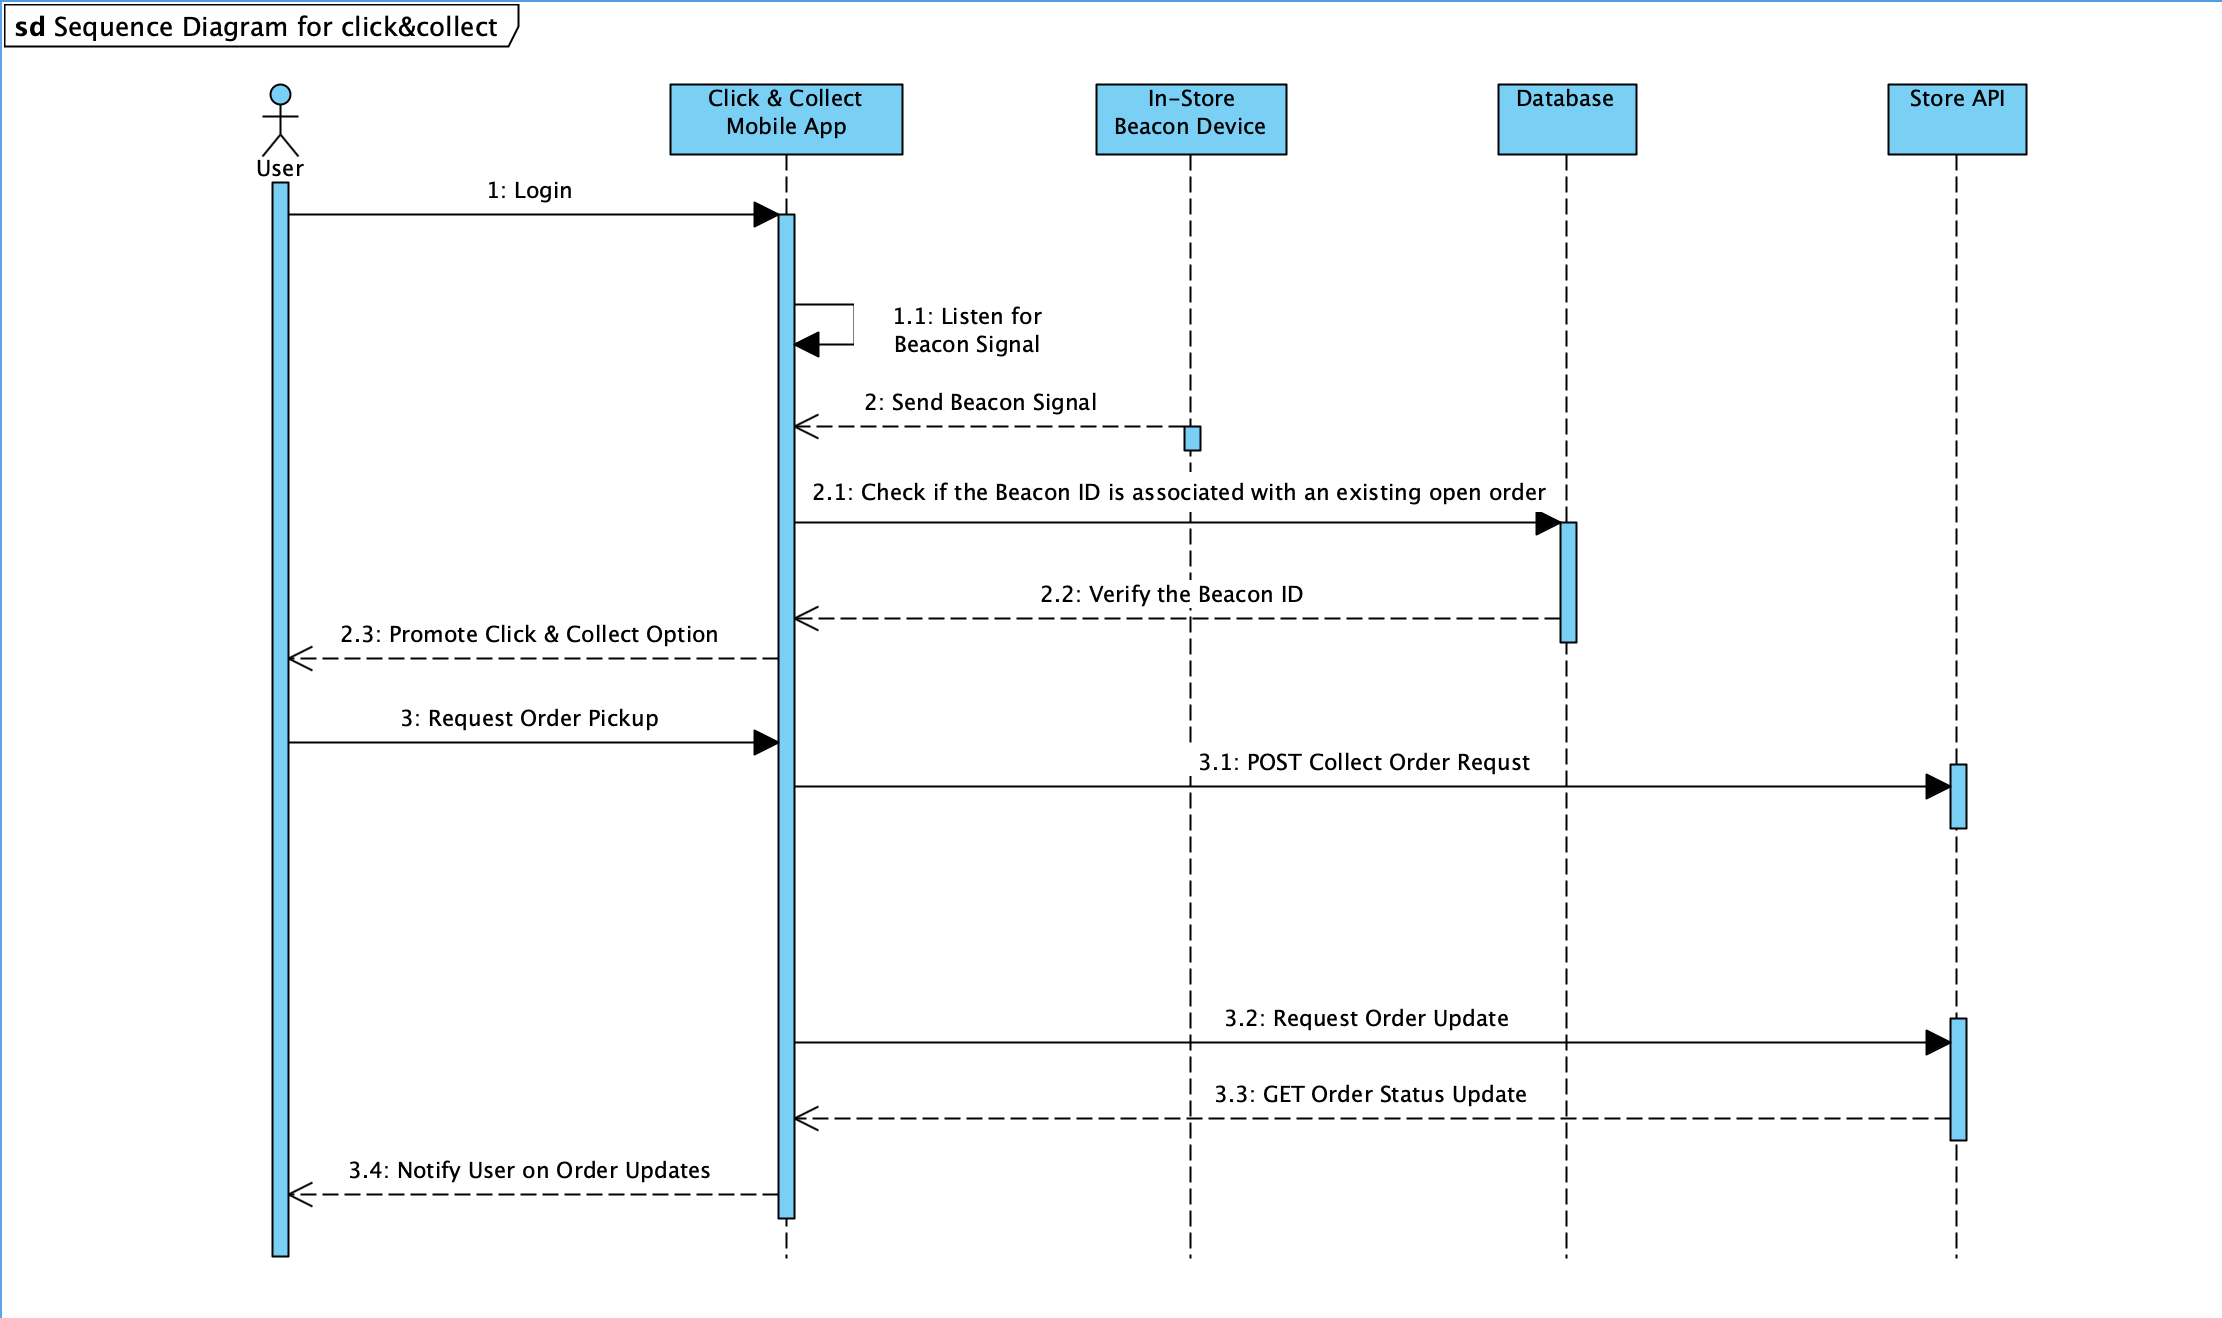 sd Sequence Diagram for click&collect
User
Click & Collect
Mobile App
In-Store
Beacon Device
Database
Store API
1: Login
1.1: Listen for
Beacon Signal
2: Send Beacon Signal
2.1: Check if the Beacon ID is associated with an existing open order
2.2: Verify the Beacon ID
2.3: Promote Click & Collect Option
3: Request Order Pickup
3.1: POST Collect Order Requst
3.2: Request Order Update
3.3: GET Order Status Update
3.4: Notify User on Order Updates